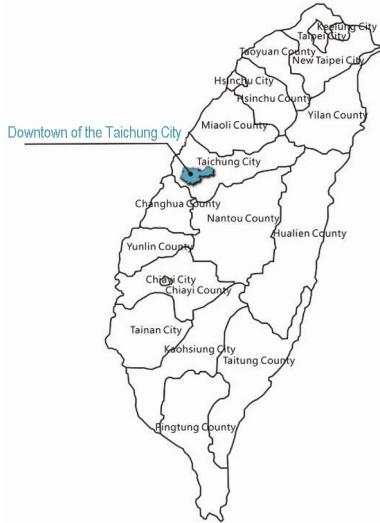 Keelung City
Taipei City
Taoyuan County
New Taipei City
Hsinchu City
Hsinchu County
Yilan County
Miaoli County
Downtown of the Taichung City
Taichung City
Changhua County
Nantou County
Hualien County
Yunlin County
Chiayi City
Chiayi County
Tainan City
Kaohsiung City
Taitung County
Pingtung County